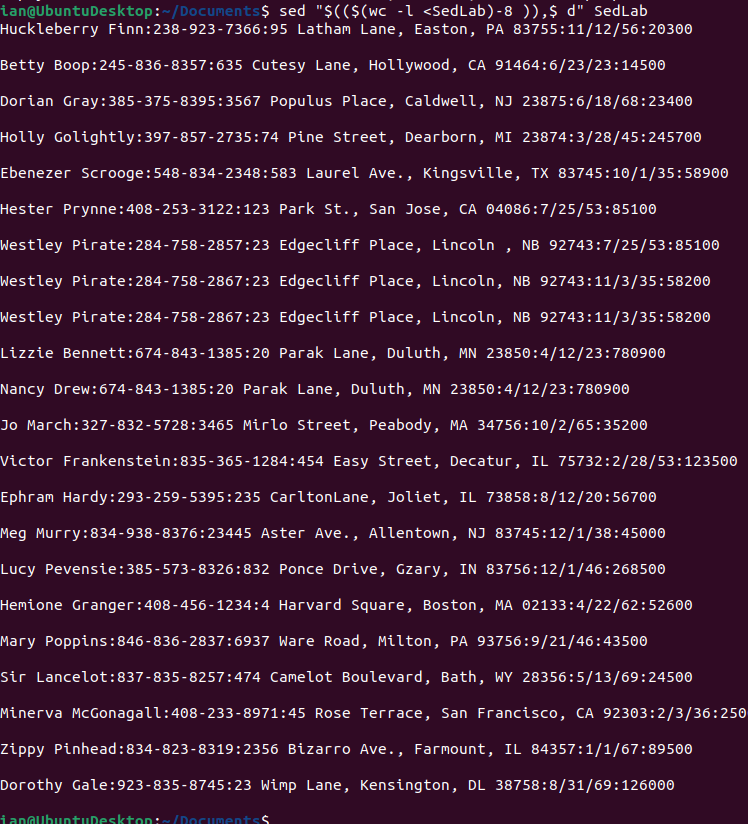 ian@UbuntuDesktop:~/Documents$ sed "$(($(wc -l <SedLab)-8 )),$ d" SedLab
Huckleberry Finn:238-923-7366:95 Latham Lane, Easton, PA 83755:11/12/56:20300
Betty Boop:245-836-8357:635 Cutesy Lane, Hollywood, CA 91464:6/23/23:14500
Dorian Gray:385-375-8395:3567 Populus Place, Caldwell, NJ 23875:6/18/68:23400
Holly Golightly:397-857-2735:74 Pine Street, Dearborn, MI 23874:3/28/45:245700
Ebenezer Scrooge:548-834-2348:583 Laurel Ave., Kingsville, TX 83745:10/1/35:58900
Hester Prynne:408-253-3122:123 Park St., San Jose, CA 04086:7/25/53:85100
Westley Pirate:284-758-2857:23 Edgecliff Place, Lincoln , NB 92743:7/25/53:85100
Westley Pirate:284-758-2867:23 Edgecliff Place, Lincoln, NB 92743:11/3/35:58200
Westley Pirate:284-758-2867:23 Edgecliff Place, Lincoln, NB 92743:11/3/35:58200
Lizzie Bennett:674-843-1385:20 Parak Lane, Duluth, MN 23850:4/12/23:780900
Nancy Drew:674-843-1385:20 Parak Lane, Duluth, MN 23850:4/12/23:780900
Jo March:327-832-5728:3465 Mirlo Street, Peabody, MA 34756:10/2/65:35200
Victor Frankenstein:835-365-1284:454 Easy Street, Decatur, IL 75732:2/28/53:123500
Ephram Hardy:293-259-5395:235 CarltonLane, Joliet, IL 73858:8/12/20:56700
Meg Murry:834-938-8376:23445 Aster Ave., Allentown, NJ 83745:12/1/38:45000
Lucy Pevensie:385-573-8326:832 Ponce Drive, Gzary, IN 83756:12/1/46:268500
Hemione Granger:408-456-1234:4 Harvard Square, Boston, MA 02133:4/22/62:52600
Mary Poppins:846-836-2837:6937 Ware Road, Milton, PA 93756:9/21/46:43500
Sir Lancelot:837-835-8257:474 Camelot Boulevard, Bath, WY 28356:5/13/69:24500
Minerva McGonagall:408-233-8971:45 Rose Terrace, San Francisco, CA 92303:2/3/36:250
Zippy Pinhead:834-823-8319:2356 Bizarro Ave., Farmount, IL 84357:1/1/67:89500
Dorothy Gale:923-835-8745:23 Wimp Lane, Kensington, DL 38758:8/31/69:126000
ian@UbuntuDesktop:~/Documents$